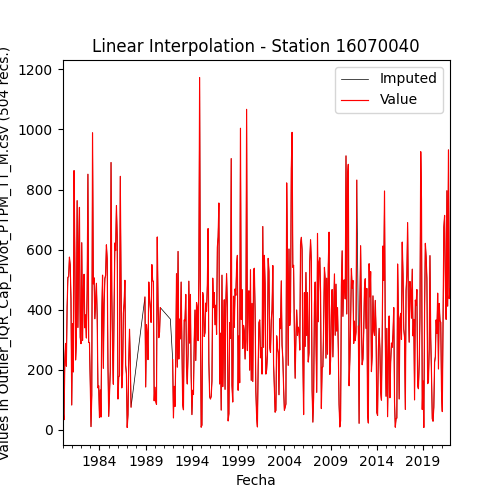 Linear Interpolation - Station 16070040
Imputed
Value
Values in Outlier_IQR_Cap_Pivot_PTPM_TT_M.csv (504 recs.)
1200
1000
800
600
400
200
0
1984 1989 1994 1999 2004 2009 2014 2019
Fecha